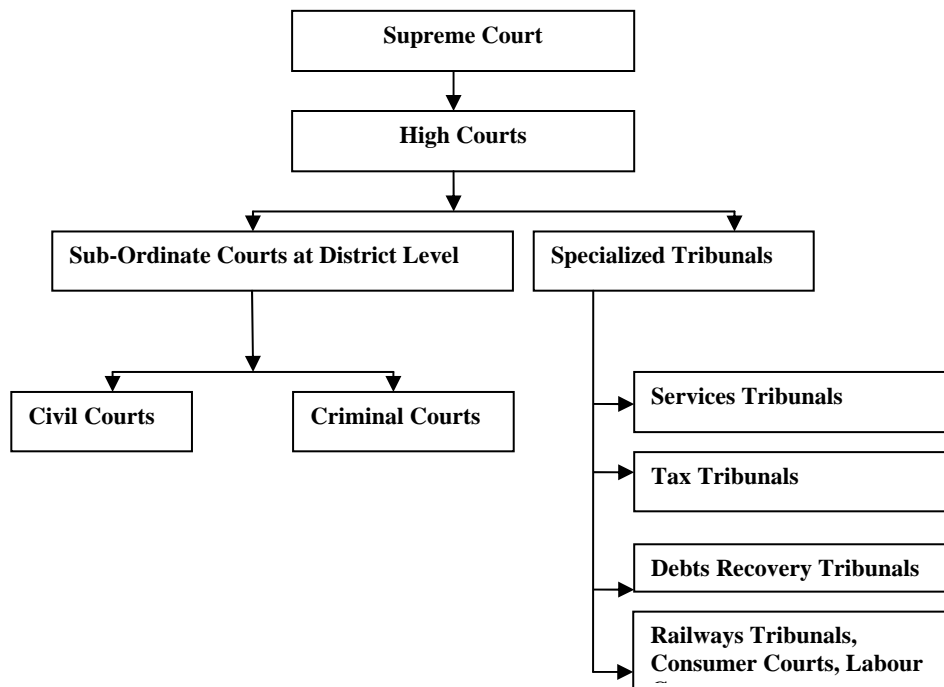 Supreme Court
High Courts
Sub-Ordinate Courts at District Level
Specialized Tribunals
Civil Courts
Criminal Courts
Services Tribunals
Tax Tribunals
Debts Recovery Tribunals
Railways Tribunals,
Consumer Courts, Labour